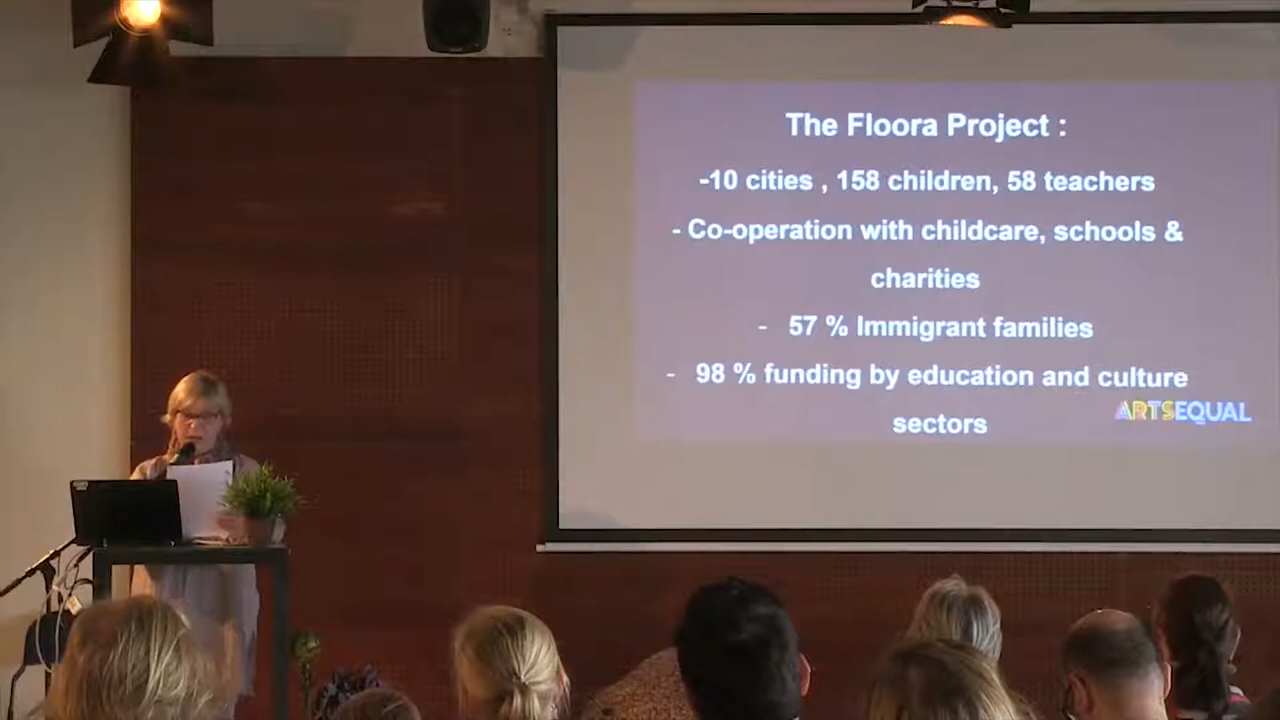 The Floora Project :
-10 cities , 158 children, 58 teachers
- Co-operation with childcare, schools &
charities
- 57 % Immigrant families
- 98 % funding by education and culture
sectors
ARTSEQUAL